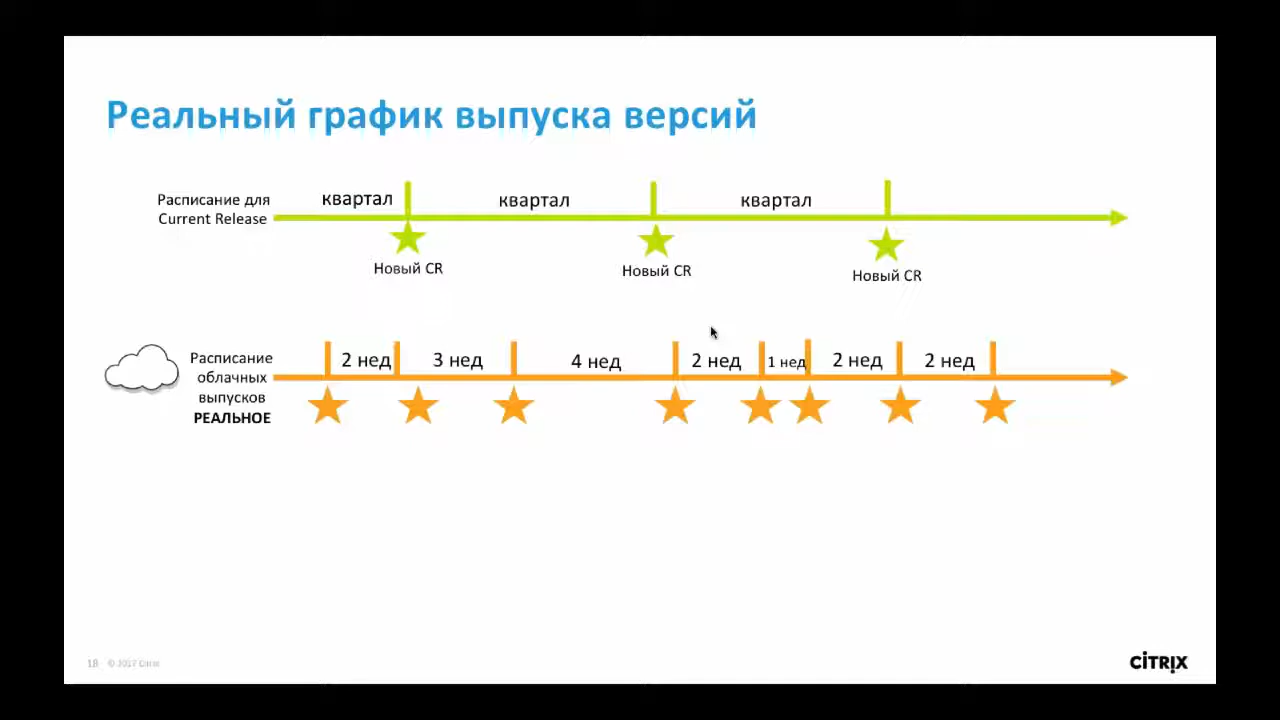 Реальный график выпуска версий
Расписание для
Current Release
квартал
квартал
квартал
Новый CR
Новый CR
Новый CR
Расписание
облачных
выпусков
РЕАЛЬНОЕ
2 нед
3 нед
4 нед
2 нед
1 нед
2 нед
2 нед
18 © 2017 Citrix
CİTRIX